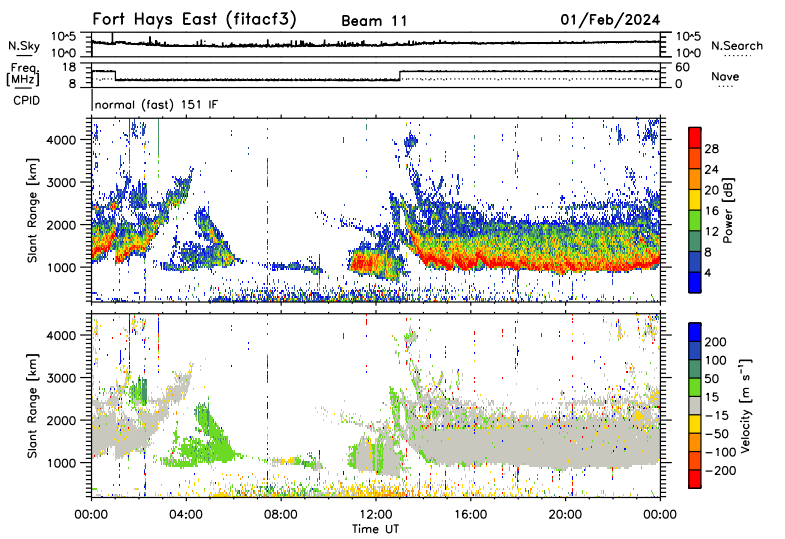 Fort Hays East (fitacf3) Beam 11 01/Feb/2024
N.Sky 10^5 10^0 10^5 10^0 N.Search
Freq. [MHz] 18 8 60 0 Nave
CPID normal (fast) 151 IF
Slant Range [km] 4000 3000 2000 1000
Power [dB] 28 24 20 16 12 8 4
Slant Range [km] 4000 3000 2000 1000
Velocity [m s⁻¹] 200 100 50 15 −15 −50 −100 −200
00:00 04:00 08:00 12:00 16:00 20:00 00:00
Time UT